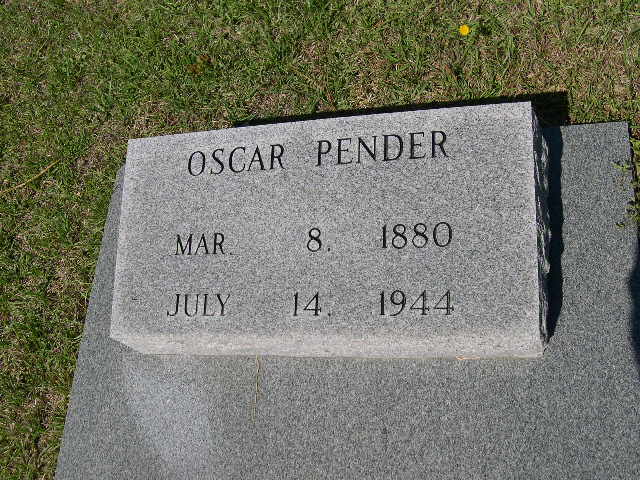 OSCAR PENDER
MAR. 8. 1880
JULY 14. 1944